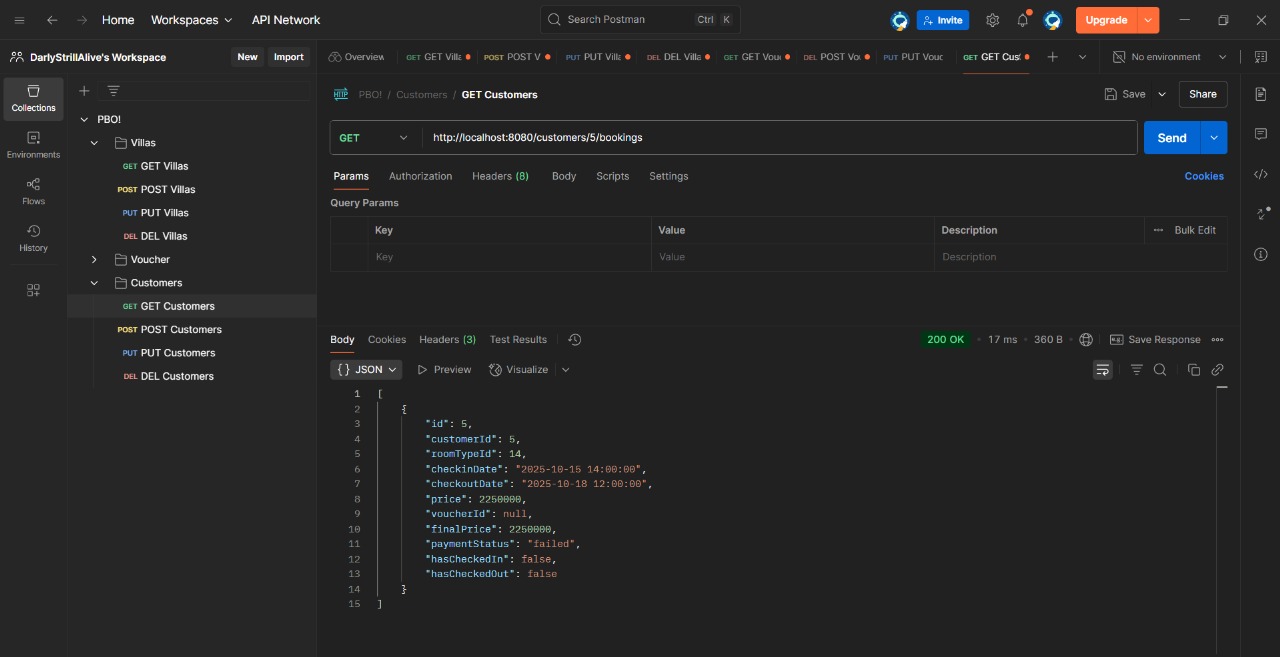 Home Workspaces API Network Search Postman Ctrl K Invite Upgrade
DarlyStrillAlive's Workspace New Import
Overview GET GET Villa POST POST V PUT PUT Villa DEL DEL Villa GET GET Vou DEL POST Vou PUT PUT Vouc GET GET Cust No environment
Collections
Environments
Flows
History
PBO!
Villas
GET GET Villas
POST POST Villas
PUT PUT Villas
DEL DEL Villas
Voucher
Customers
GET GET Customers
POST POST Customers
PUT PUT Customers
DEL DEL Customers
HTTP PBO! / Customers / GET Customers Save Share
GET http://localhost:8080/customers/5/bookings Send
Params Authorization Headers (8) Body Scripts Settings Cookies
Query Params
Key Value Description Bulk Edit
Key Value Description
Body Cookies Headers (3) Test Results 200 OK 17 ms 360 B Save Response
{} JSON Preview Visualize
1 [
2 {
3 "id": 5,
4 "customerId": 5,
5 "roomTypeId": 14,
6 "checkinDate": "2025-10-15 14:00:00",
7 "checkoutDate": "2025-10-18 12:00:00",
8 "price": 2250000,
9 "voucherId": null,
10 "finalPrice": 2250000,
11 "paymentStatus": "failed",
12 "hasCheckedIn": false,
13 "hasCheckedOut": false
14 }
15 ]